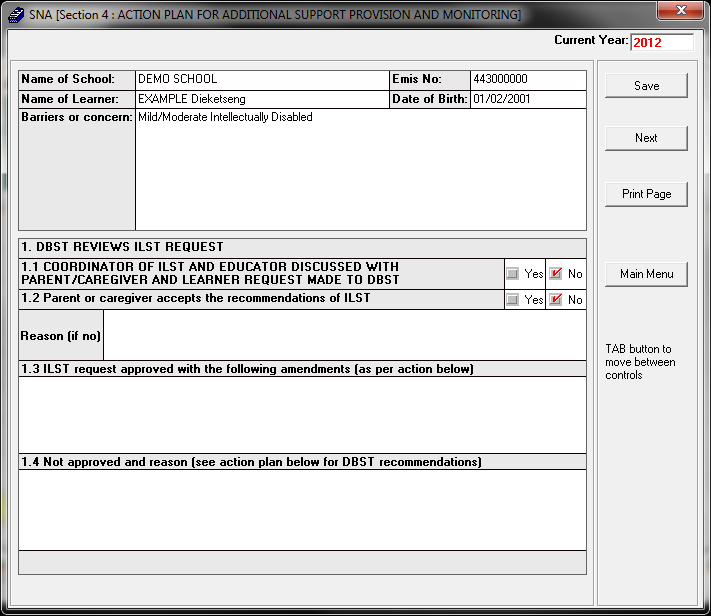 SNA [Section 4 : ACTION PLAN FOR ADDITIONAL SUPPORT PROVISION AND MONITORING]
Current Year: 2012
Name of School: DEMO SCHOOL Emis No: 443000000
Name of Learner: EXAMPLE Dieketseng Date of Birth: 01/02/2001
Barriers or concern: Mild/Moderate Intellectually Disabled
Save
Next
Print Page
Main Menu
TAB button to
move between
controls
1. DBST REVIEWS ILST REQUEST
1.1 COORDINATOR OF ILST AND EDUCATOR DISCUSSED WITH
PARENT/CAREGIVER AND LEARNER REQUEST MADE TO DBST
Yes No
1.2 Parent or caregiver accepts the recommendations of ILST Yes No
Reason (if no)
1.3 ILST request approved with the following amendments (as per action below)
1.4 Not approved and reason (see action plan below for DBST recommendations)